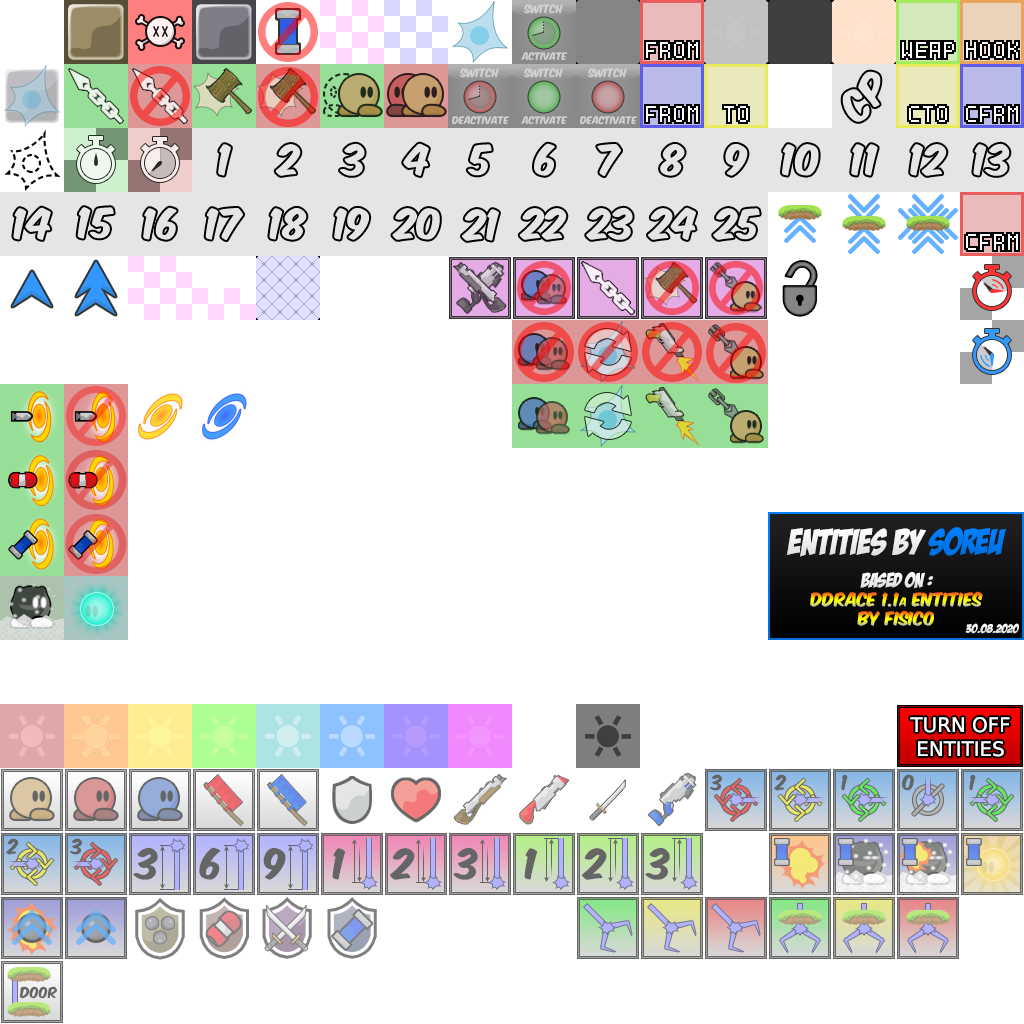 SWITCH
ACTIVATE
FROM
WEAP
HOOK
SWITCH
DEACTIVATE
SWITCH
ACTIVATE
SWITCH
DEACTIVATE
FROM
TO
CP
CTO
CFRM
1 2 3 4 5 6 7 8 9 10 11 12 13
14 15 16 17 18 19 20 21 22 23 24 25
CFRM
ENTITIES BY SOREU
BASED ON :
DDRACE 1.1A ENTITIES
BY FISICO
30.08.2020
TURN OFF
ENTITIES
3 2 1 0 1
2 3 3 6 9 1 2 3 1 2 3
DOOR